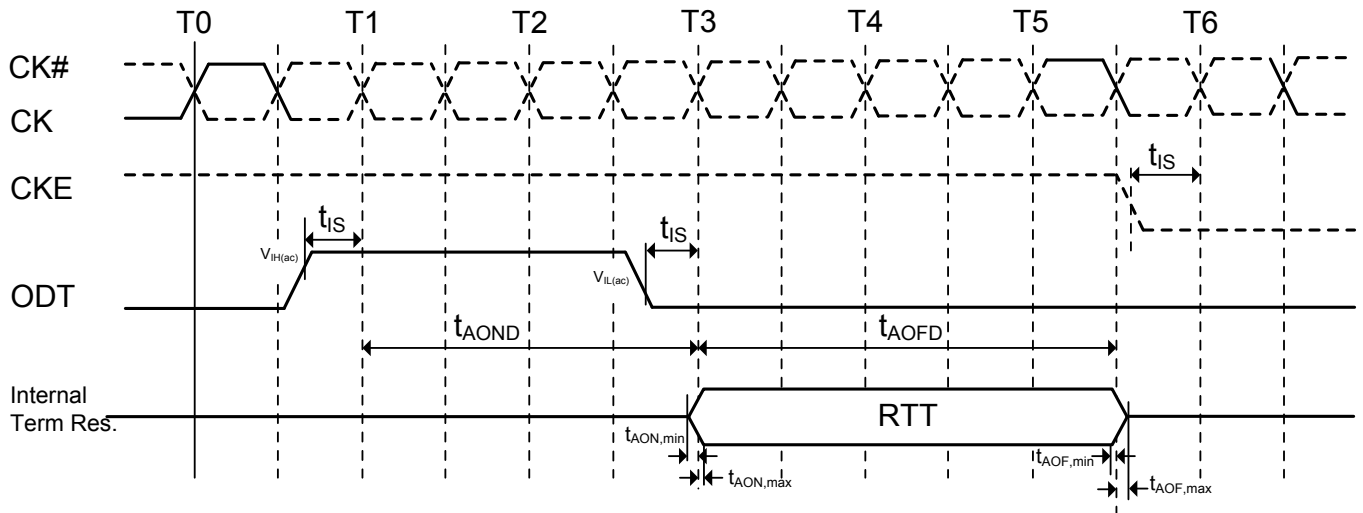 T0 T1 T2 T3 T4 T5 T6
CK#
CK
CKE
tIS
tIS
tIS
VIH(ac)
VIL(ac)
ODT
tAOND
tAOFD
Internal
Term Res.
RTT
tAON,min
tAOF,min
tAON,max
tAOF,max